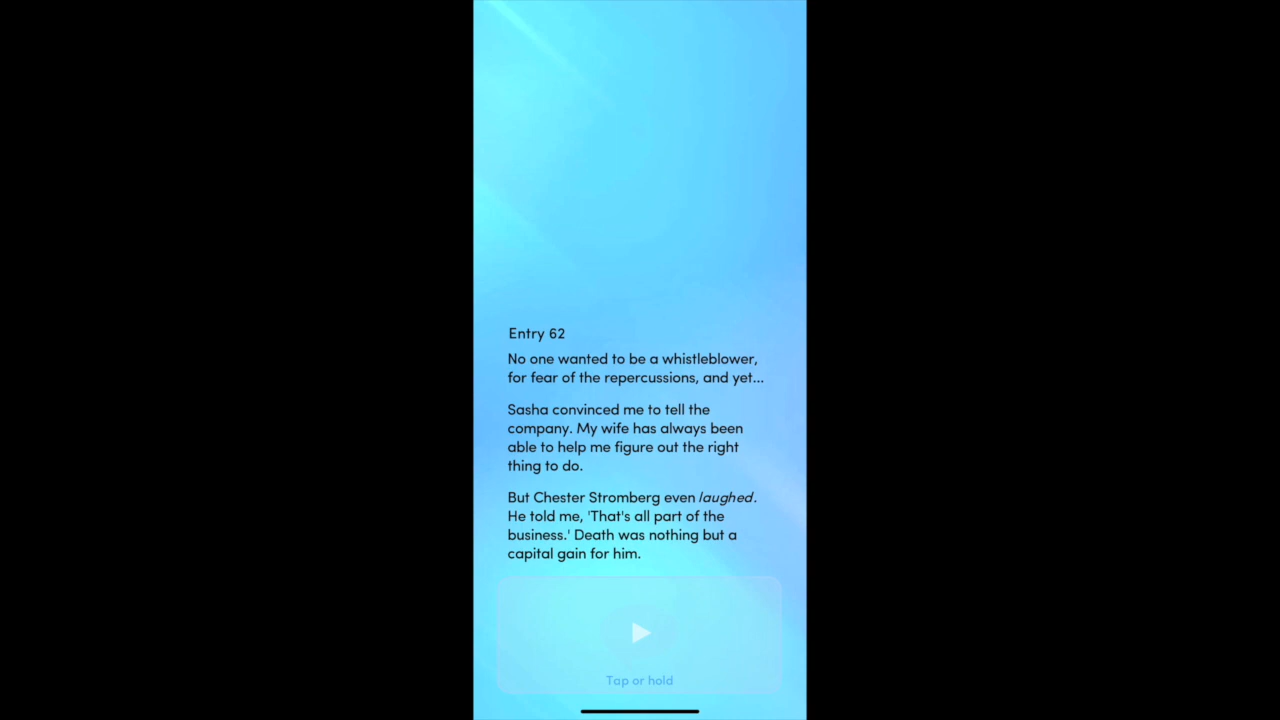 Entry 62
No one wanted to be a whistleblower,
for fear of the repercussions, and yet...
Sasha convinced me to tell the
company. My wife has always been
able to help me figure out the right
thing to do.
But Chester Stromberg even laughed.
He told me, 'That's all part of the
business.' Death was nothing but a
capital gain for him.
Tap or hold